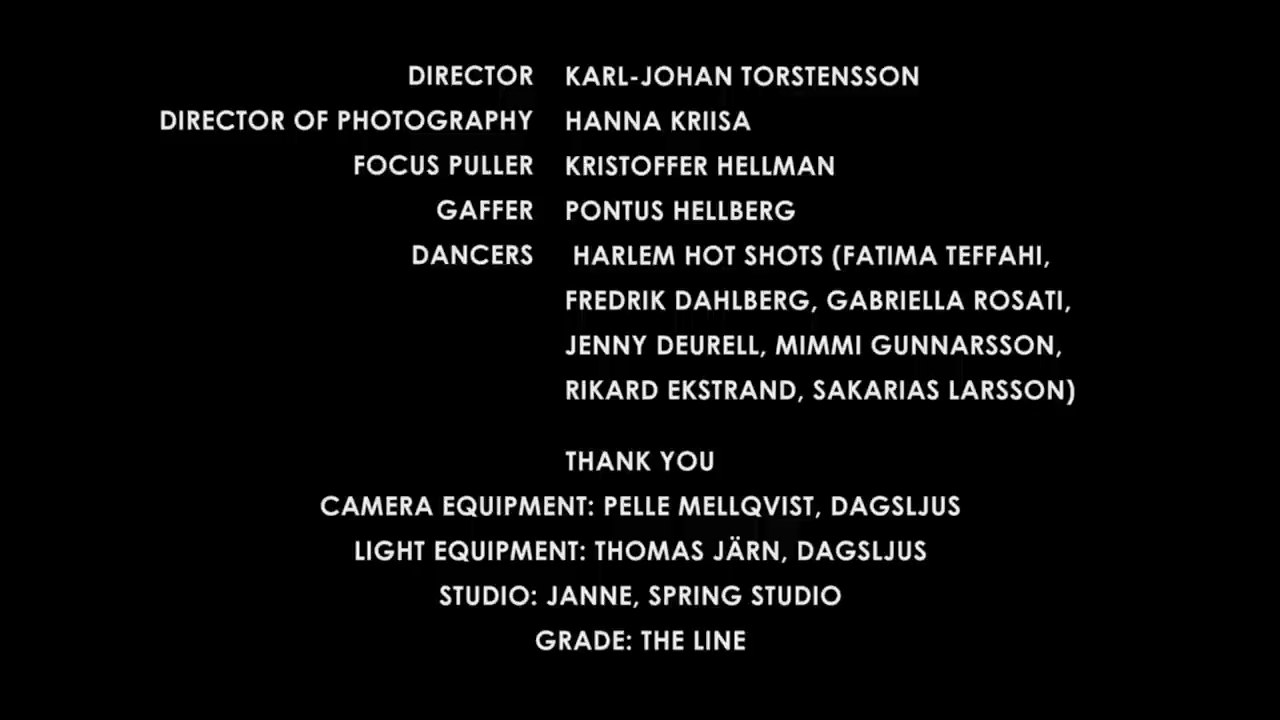 DIRECTOR KARL-JOHAN TORSTENSSON
DIRECTOR OF PHOTOGRAPHY HANNA KRIISA
FOCUS PULLER KRISTOFFER HELLMAN
GAFFER PONTUS HELLBERG
DANCERS HARLEM HOT SHOTS (FATIMA TEFFAHI,
FREDRIK DAHLBERG, GABRIELLA ROSATI,
JENNY DEURELL, MIMMI GUNNARSSON,
RIKARD EKSTRAND, SAKARIAS LARSSON)
THANK YOU
CAMERA EQUIPMENT: PELLE MELLQVIST, DAGSLJUS
LIGHT EQUIPMENT: THOMAS JÄRN, DAGSLJUS
STUDIO: JANNE, SPRING STUDIO
GRADE: THE LINE